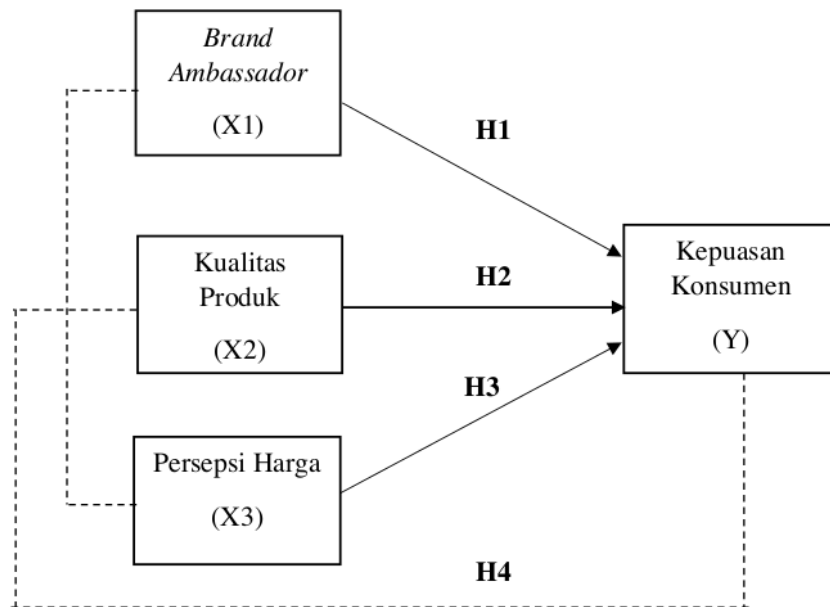 Brand
Ambassador
(X1)
H1
Kualitas
Produk
(X2)
H2
Kepuasan
Konsumen
(Y)
H3
Persepsi Harga
(X3)
H4